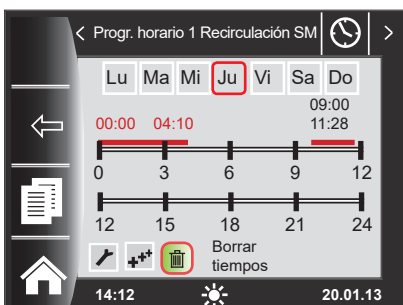 Progr. horario 1 Recirculación SM
Lu Ma Mi Ju Vi Sa Do
09:00
00:00 04:10 11:28
0 3 6 9 12
12 15 18 21 24
Borrar
tiempos
14:12 20.01.13